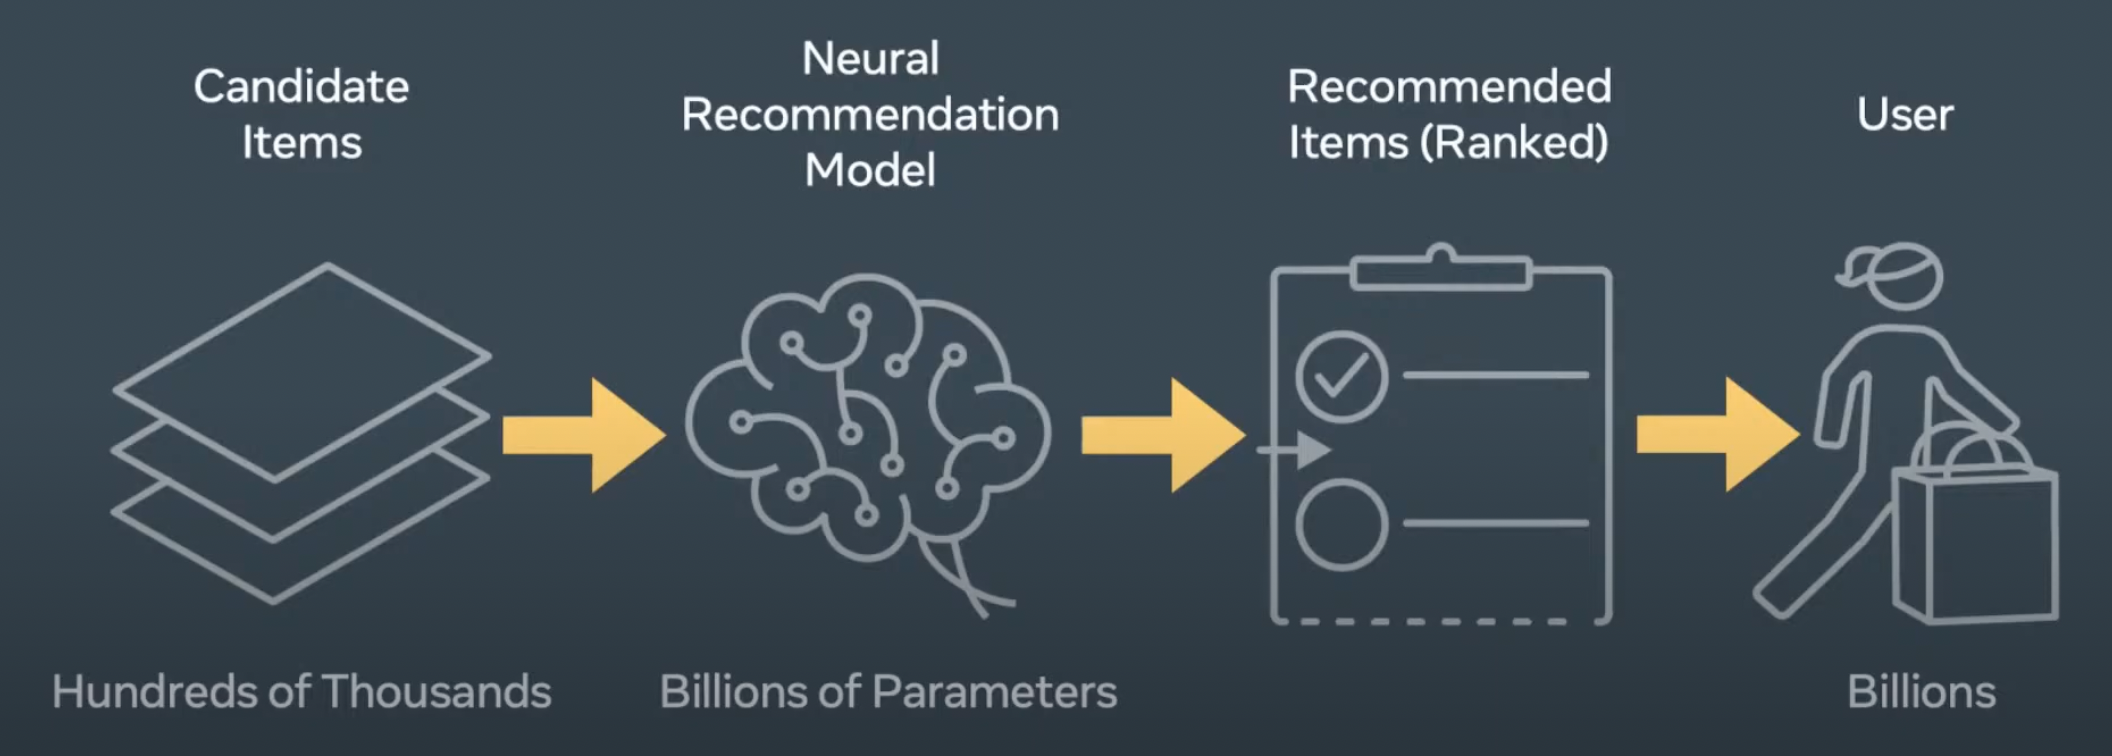 Candidate
Items
Neural
Recommendation
Model
Recommended
Items (Ranked)
User
Hundreds of Thousands
Billions of Parameters
Billions